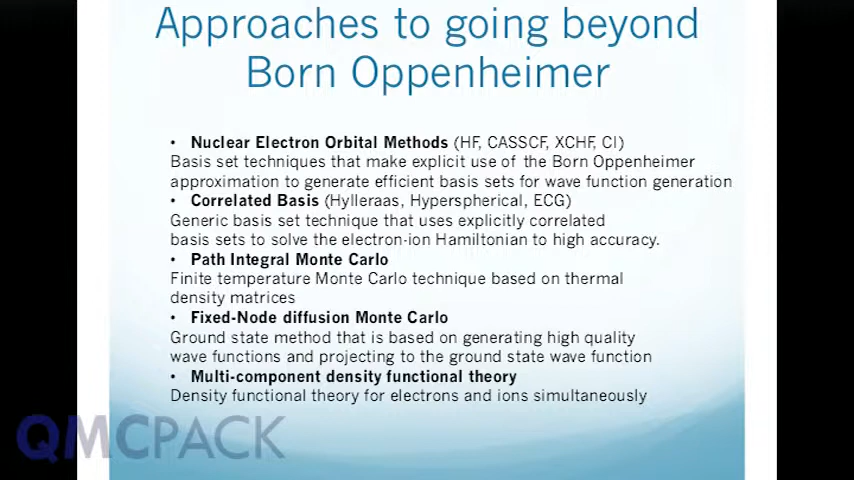 Approaches to going beyond
Born Oppenheimer
• Nuclear Electron Orbital Methods (HF, CASSCF, XCHF, CI)
Basis set techniques that make explicit use of the Born Oppenheimer
approximation to generate efficient basis sets for wave function generation
• Correlated Basis (Hylleraas, Hyperspherical, ECG)
Generic basis set technique that uses explicitly correlated
basis sets to solve the electron-ion Hamiltonian to high accuracy.
• Path Integral Monte Carlo
Finite temperature Monte Carlo technique based on thermal
density matrices
• Fixed-Node diffusion Monte Carlo
Ground state method that is based on generating high quality
wave functions and projecting to the ground state wave function
• Multi-component density functional theory
Density functional theory for electrons and ions simultaneously
QMCPACK